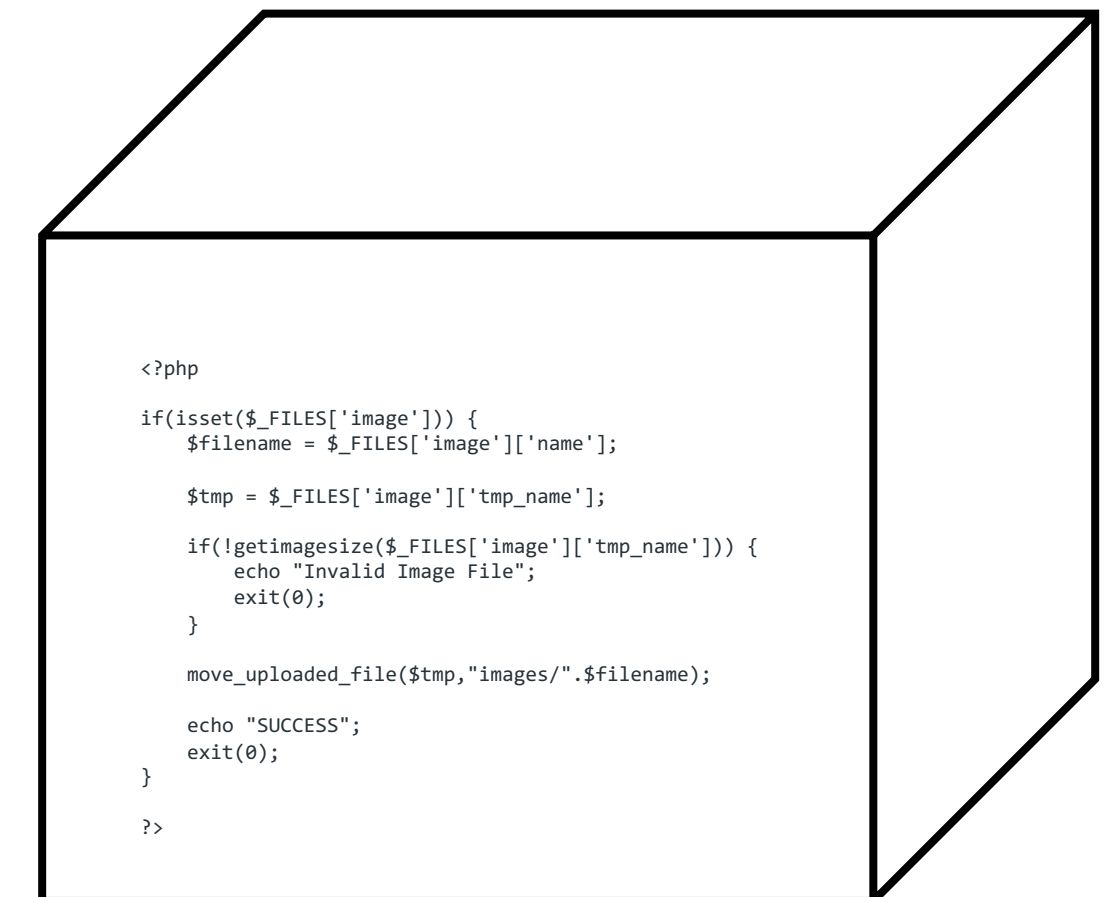 <?php
if(isset($_FILES['image'])) {
    $filename = $_FILES['image']['name'];
    $tmp = $_FILES['image']['tmp_name'];
    if(!getimagesize($_FILES['image']['tmp_name'])) {
        echo "Invalid Image File";
        exit(0);
    }
    move_uploaded_file($tmp,"images/".$filename);
    echo "SUCCESS";
    exit(0);
}
?>